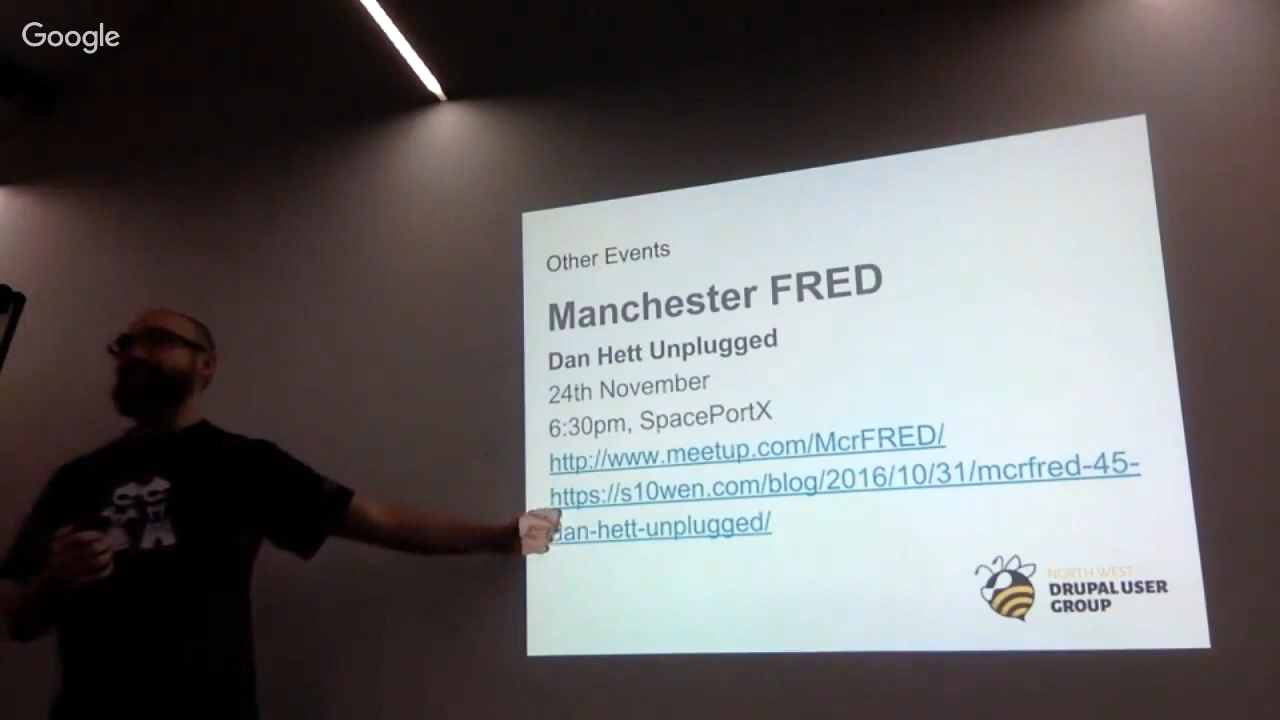 Google
Other Events
Manchester FRED
Dan Hett Unplugged
24th November
6:30pm, SpacePortX
http://www.meetup.com/McrFRED/
https://s10wen.com/blog/2016/10/31/mcrfred-45-
dan-hett-unplugged/
NORTH WEST
DRUPAL USER
GROUP